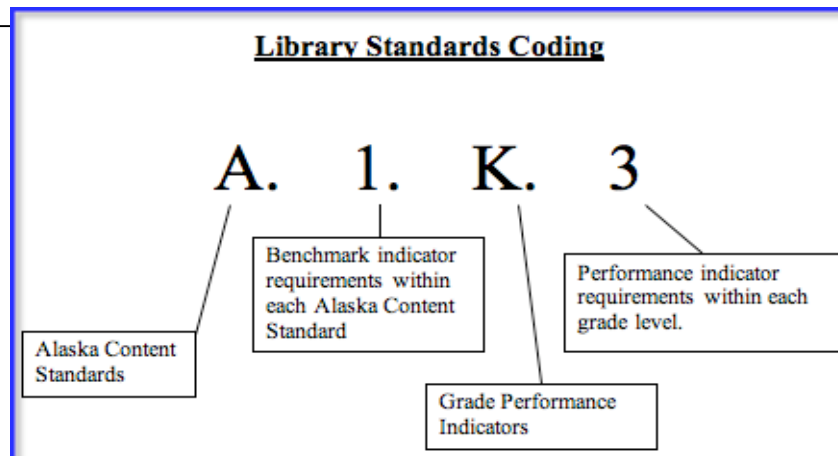 Library Standards Coding
A. 1. K. 3
Benchmark indicator
requirements within
each Alaska Content
Standard
Performance indicator
requirements within each
grade level.
Alaska Content
Standards
Grade Performance
Indicators